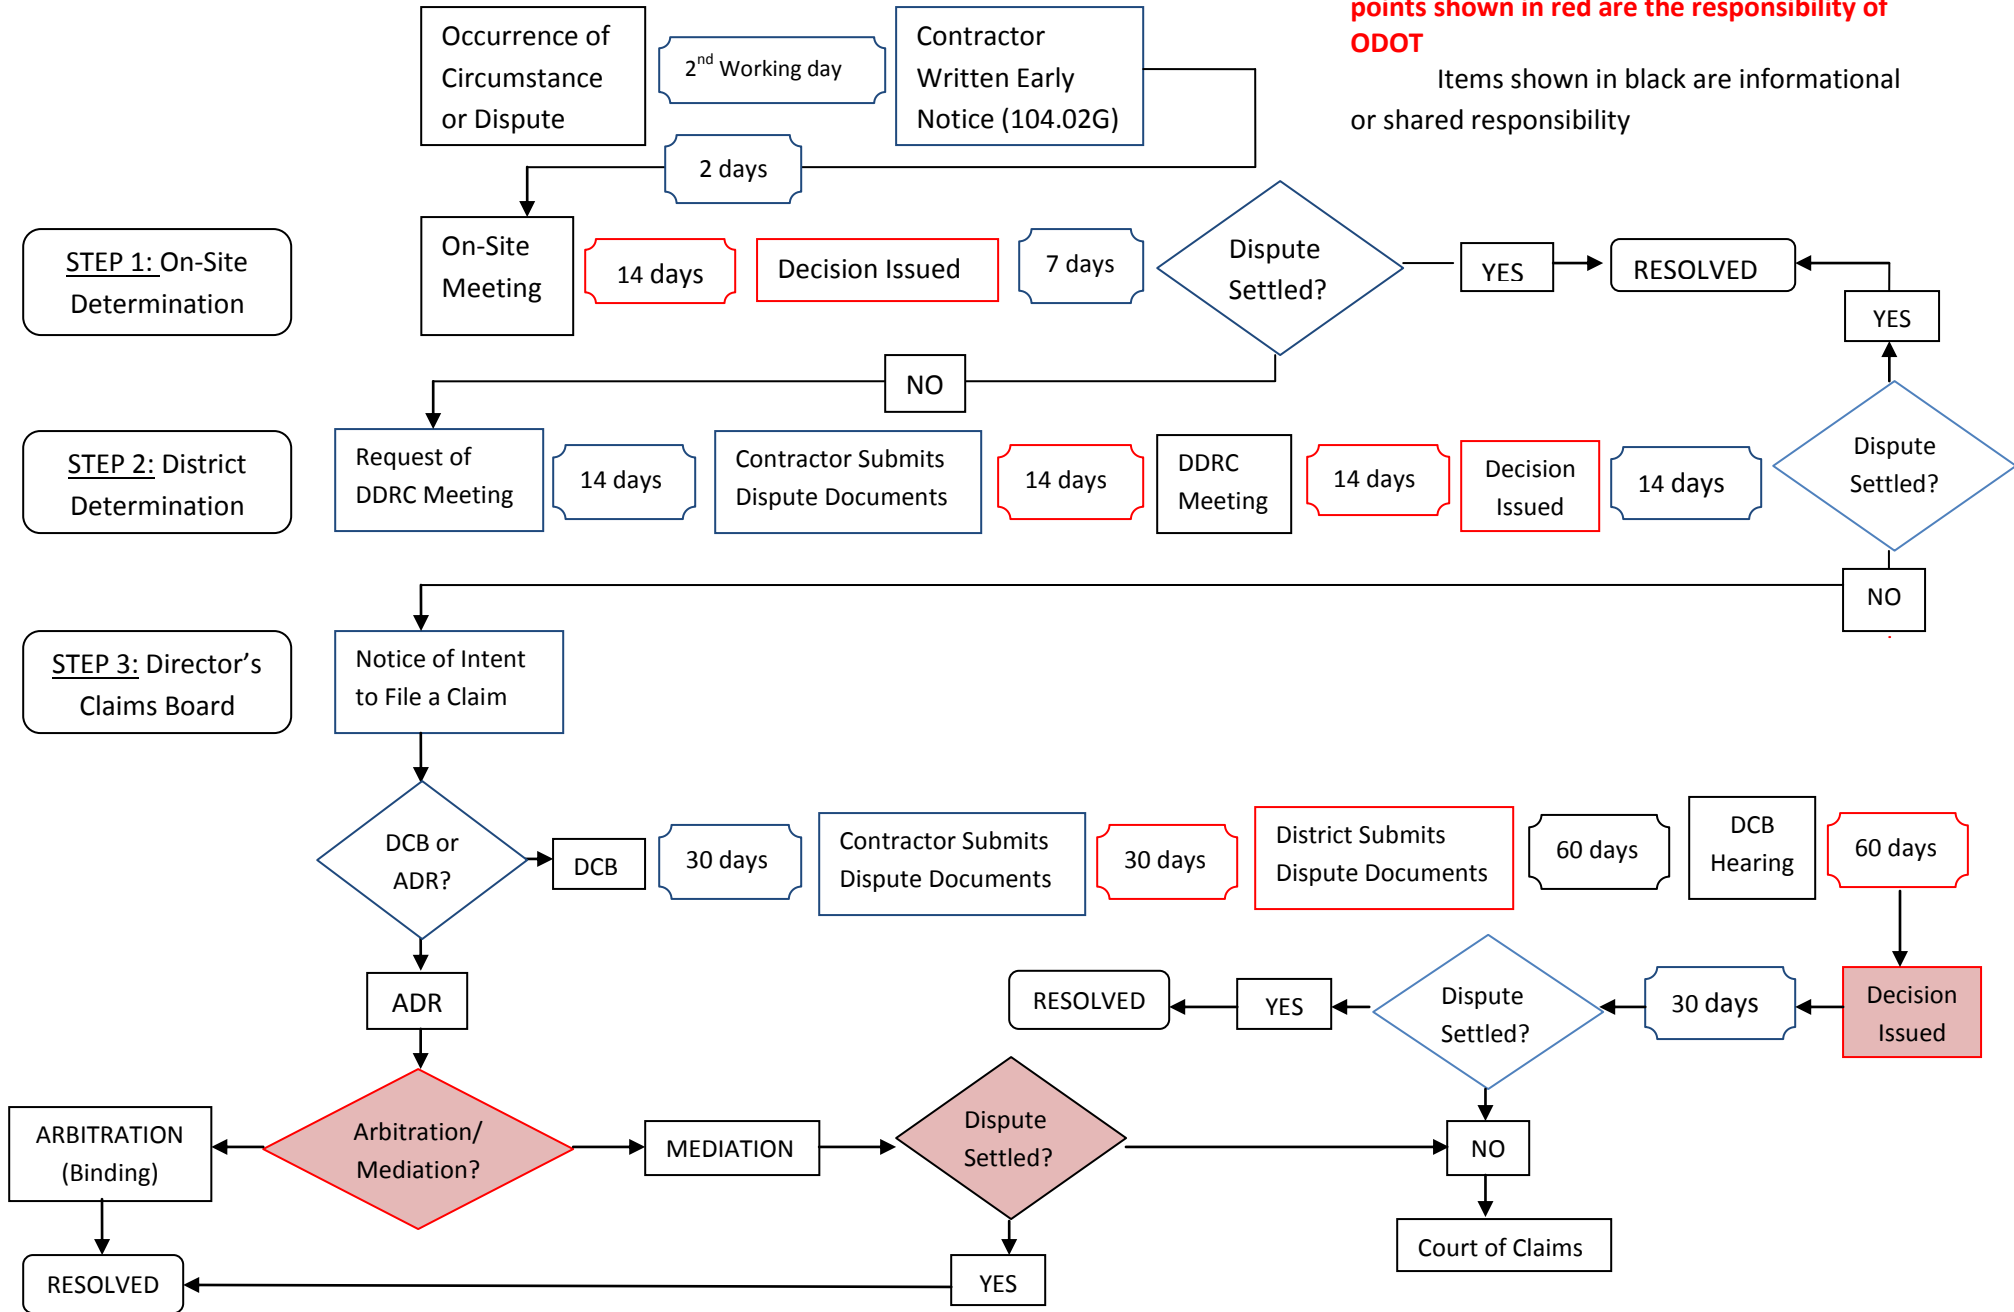 points shown in red are the responsibility of
ODOT
Items shown in black are informational
or shared responsibility
Occurrence of
Circumstance
or Dispute
2nd Working day
Contractor
Written Early
Notice (104.02G)
2 days
STEP 1: On-Site
Determination
On-Site
Meeting
14 days
Decision Issued
7 days
Dispute
Settled?
YES
RESOLVED
YES
NO
STEP 2: District
Determination
Request of
DDRC Meeting
14 days
Contractor Submits
Dispute Documents
14 days
DDRC
Meeting
14 days
Decision
Issued
14 days
Dispute
Settled?
NO
STEP 3: Director’s
Claims Board
Notice of Intent
to File a Claim
DCB or
ADR?
DCB
30 days
Contractor Submits
Dispute Documents
30 days
District Submits
Dispute Documents
60 days
DCB
Hearing
60 days
ADR
RESOLVED
YES
Dispute
Settled?
30 days
Decision
Issued
ARBITRATION
(Binding)
Arbitration/
Mediation?
MEDIATION
Dispute
Settled?
NO
RESOLVED
YES
Court of Claims